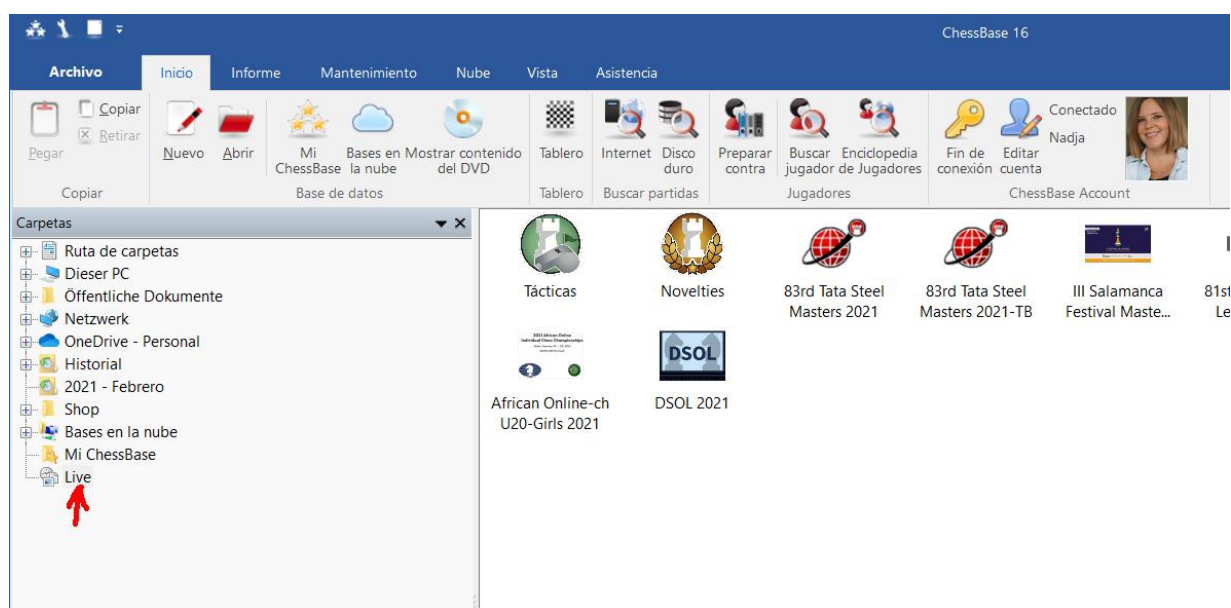 ChessBase 16
Archivo Inicio Informe Mantenimiento Nube Vista Asistencia
Pegar
Copiar
Retirar
Nuevo
Abrir
Mi
ChessBase
Bases en
la nube
Mostrar contenido
del DVD
Tablero
Internet
Disco
duro
Preparar
contra
Buscar
jugador
Enciclopedia
de Jugadores
Fin de
conexión
Editar
cuenta
Conectado
Nadja
Copiar Base de datos Tablero Buscar partidas Jugadores ChessBase Account
Carpetas
Ruta de carpetas
Dieser PC
Öffentliche Dokumente
Netzwerk
OneDrive - Personal
Historial
2021 - Febrero
Shop
Bases en la nube
Mi ChessBase
Live
Tácticas
Novelties
83rd Tata Steel
Masters 2021
83rd Tata Steel
Masters 2021-TB
III Salamanca
Festival Maste...
81st
Le
DSOL
African Online-ch
U20-Girls 2021
DSOL 2021